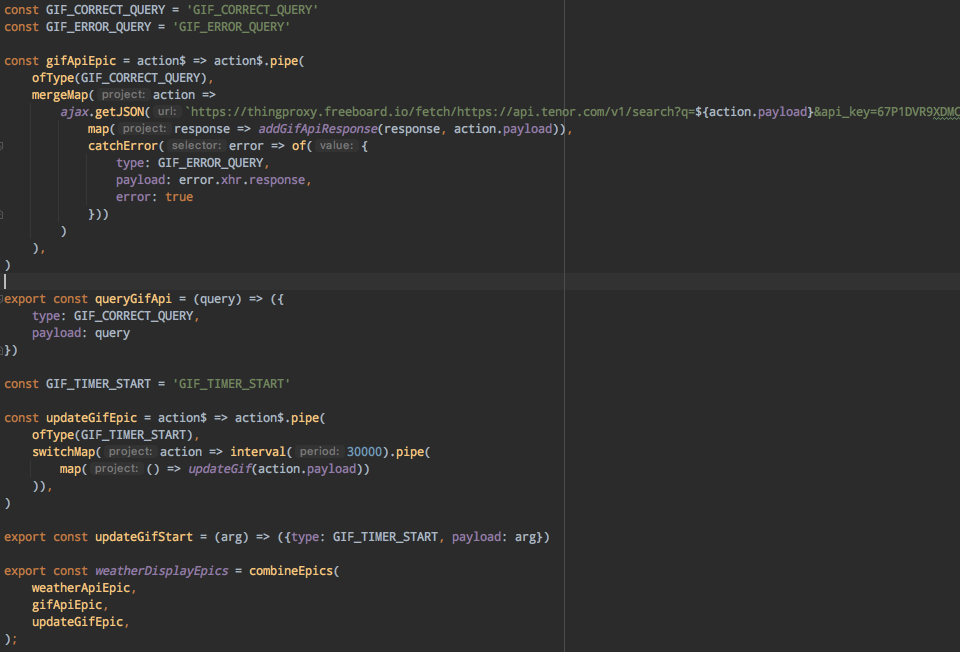 const GIF_CORRECT_QUERY = 'GIF_CORRECT_QUERY'
const GIF_ERROR_QUERY = 'GIF_ERROR_QUERY'
const gifApiEpic = action$ => action$.pipe(
ofType(GIF_CORRECT_QUERY),
mergeMap( project: action =>
ajax.getJSON( url: `https://thingproxy.freeboard.io/fetch/https://api.tenor.com/v1/search?q=${action.payload}&api_key=67P1DVR9XDMC
map( project: response => addGifApiResponse(response, action.payload)),
catchError( selector: error => of( value: {
type: GIF_ERROR_QUERY,
payload: error.xhr.response,
error: true
}))
)
),
)
export const queryGifApi = (query) => ({
type: GIF_CORRECT_QUERY,
payload: query
})
const GIF_TIMER_START = 'GIF_TIMER_START'
const updateGifEpic = action$ => action$.pipe(
ofType(GIF_TIMER_START),
switchMap( project: action => interval( period: 30000).pipe(
map( project: () => updateGif(action.payload))
)),
)
export const updateGifStart = (arg) => ({type: GIF_TIMER_START, payload: arg})
export const weatherDisplayEpics = combineEpics(
weatherApiEpic,
gifApiEpic,
updateGifEpic,
);